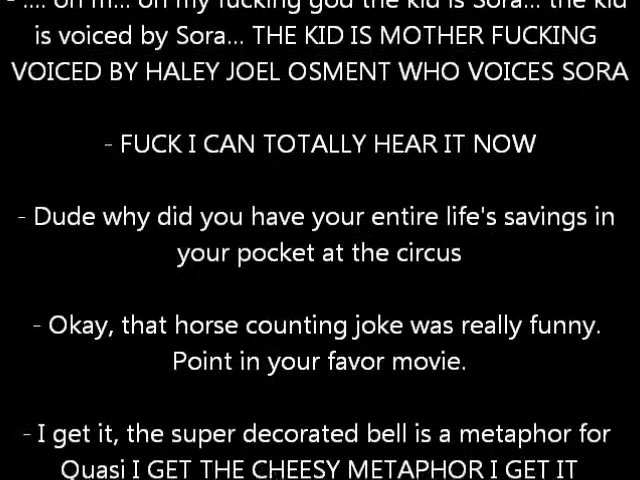 - .... oh m... oh my fucking god the kid is Sora... the kid
is voiced by Sora... THE KID IS MOTHER FUCKING
VOICED BY HALEY JOEL OSMENT WHO VOICES SORA
- FUCK I CAN TOTALLY HEAR IT NOW
- Dude why did you have your entire life's savings in
your pocket at the circus
- Okay, that horse counting joke was really funny.
Point in your favor movie.
- I get it, the super decorated bell is a metaphor for
Quasi I GET THE CHEESY METAPHOR I GET IT